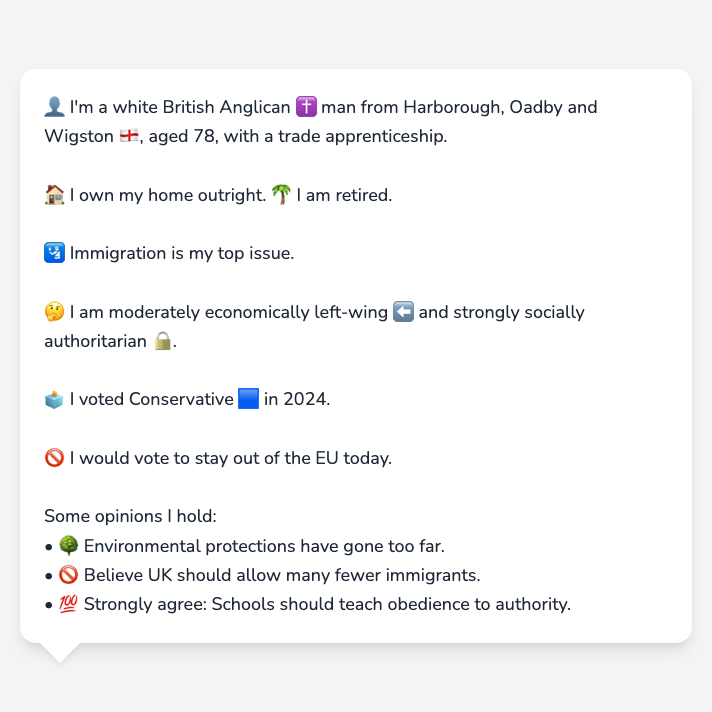 👤 I'm a white British Anglican ✝️ man from Harborough, Oadby and
Wigston 🏴󠁧󠁢󠁥󠁮󠁧󠁿, aged 78, with a trade apprenticeship.
🏠 I own my home outright. 🌴 I am retired.
🛂 Immigration is my top issue.
🤔 I am moderately economically left-wing ⬅️ and strongly socially
authoritarian 🔒.
🗳️ I voted Conservative 🟦 in 2024.
🚫 I would vote to stay out of the EU today.
Some opinions I hold:
• 🌳 Environmental protections have gone too far.
• 🚫 Believe UK should allow many fewer immigrants.
• 💯 Strongly agree: Schools should teach obedience to authority.